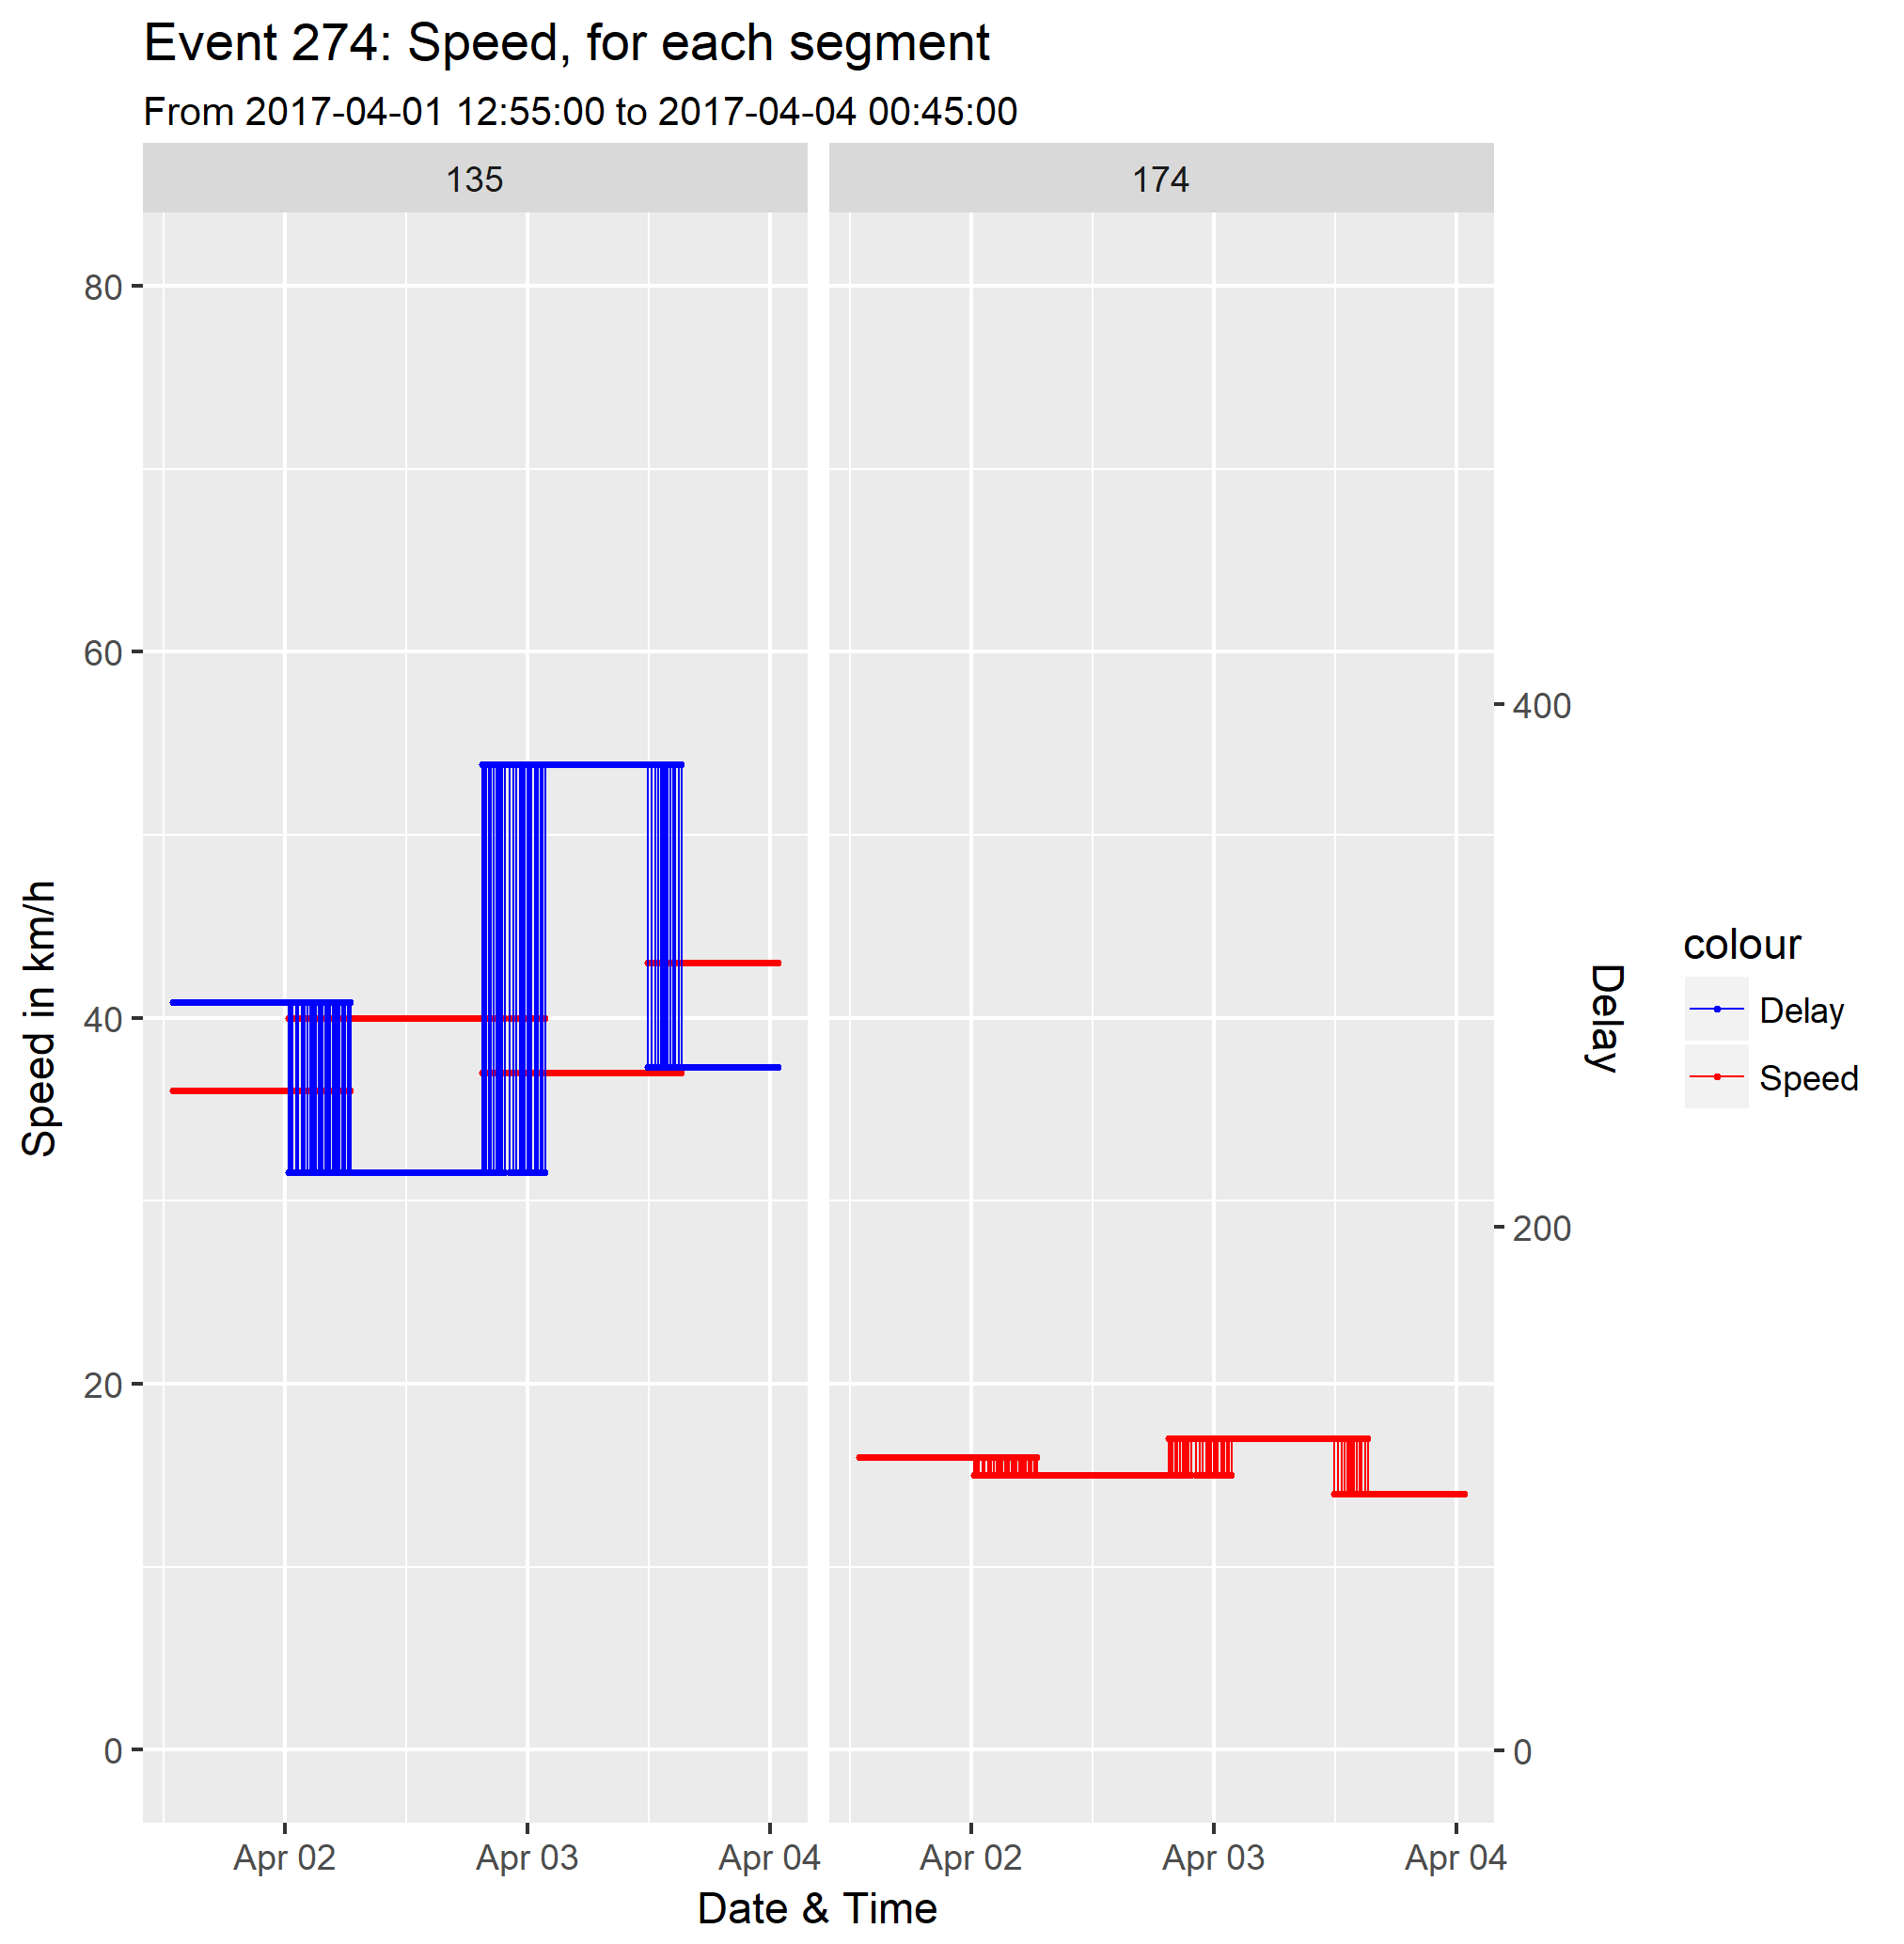 Event 274: Speed, for each segment
From 2017-04-01 12:55:00 to 2017-04-04 00:45:00
135
174
80
60
40
20
0
Speed in km/h
400
200
0
Delay
colour
Delay
Speed
Apr 02
Apr 03
Apr 04
Apr 02
Apr 03
Apr 04
Date & Time